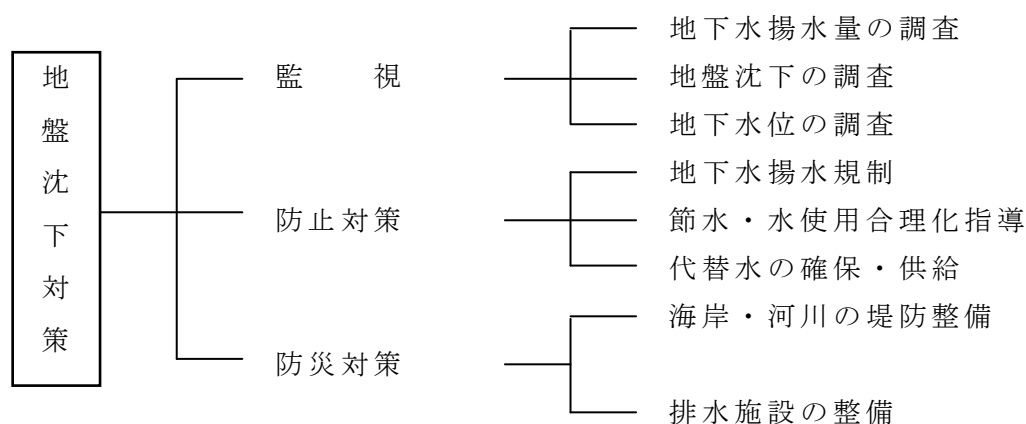 地盤沈下対策
監視
地下水揚水量の調査
地盤沈下の調査
地下水位の調査
防止対策
地下水揚水規制
節水・水使用合理化指導
代替水の確保・供給
防災対策
海岸・河川の堤防整備
排水施設の整備